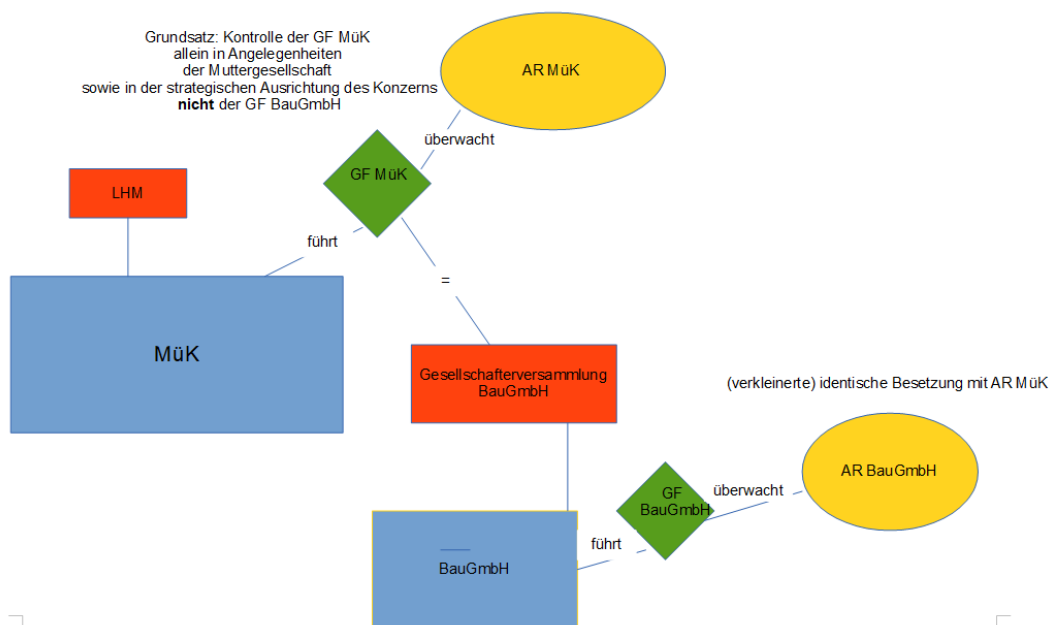 Grundsatz: Kontrolle der GF MüK
allein in Angelegenheiten
der Muttergesellschaft
sowie in der strategischen Ausrichtung des Konzerns
nicht der GF BauGmbH
AR MüK
überwacht
GF MüK
LHM
führt
=
MüK
Gesellschafterversammlung
BauGmbH
(verkleinerte) identische Besetzung mit AR MüK
AR BauGmbH
überwacht
GF
BauGmbH
führt
BauGmbH